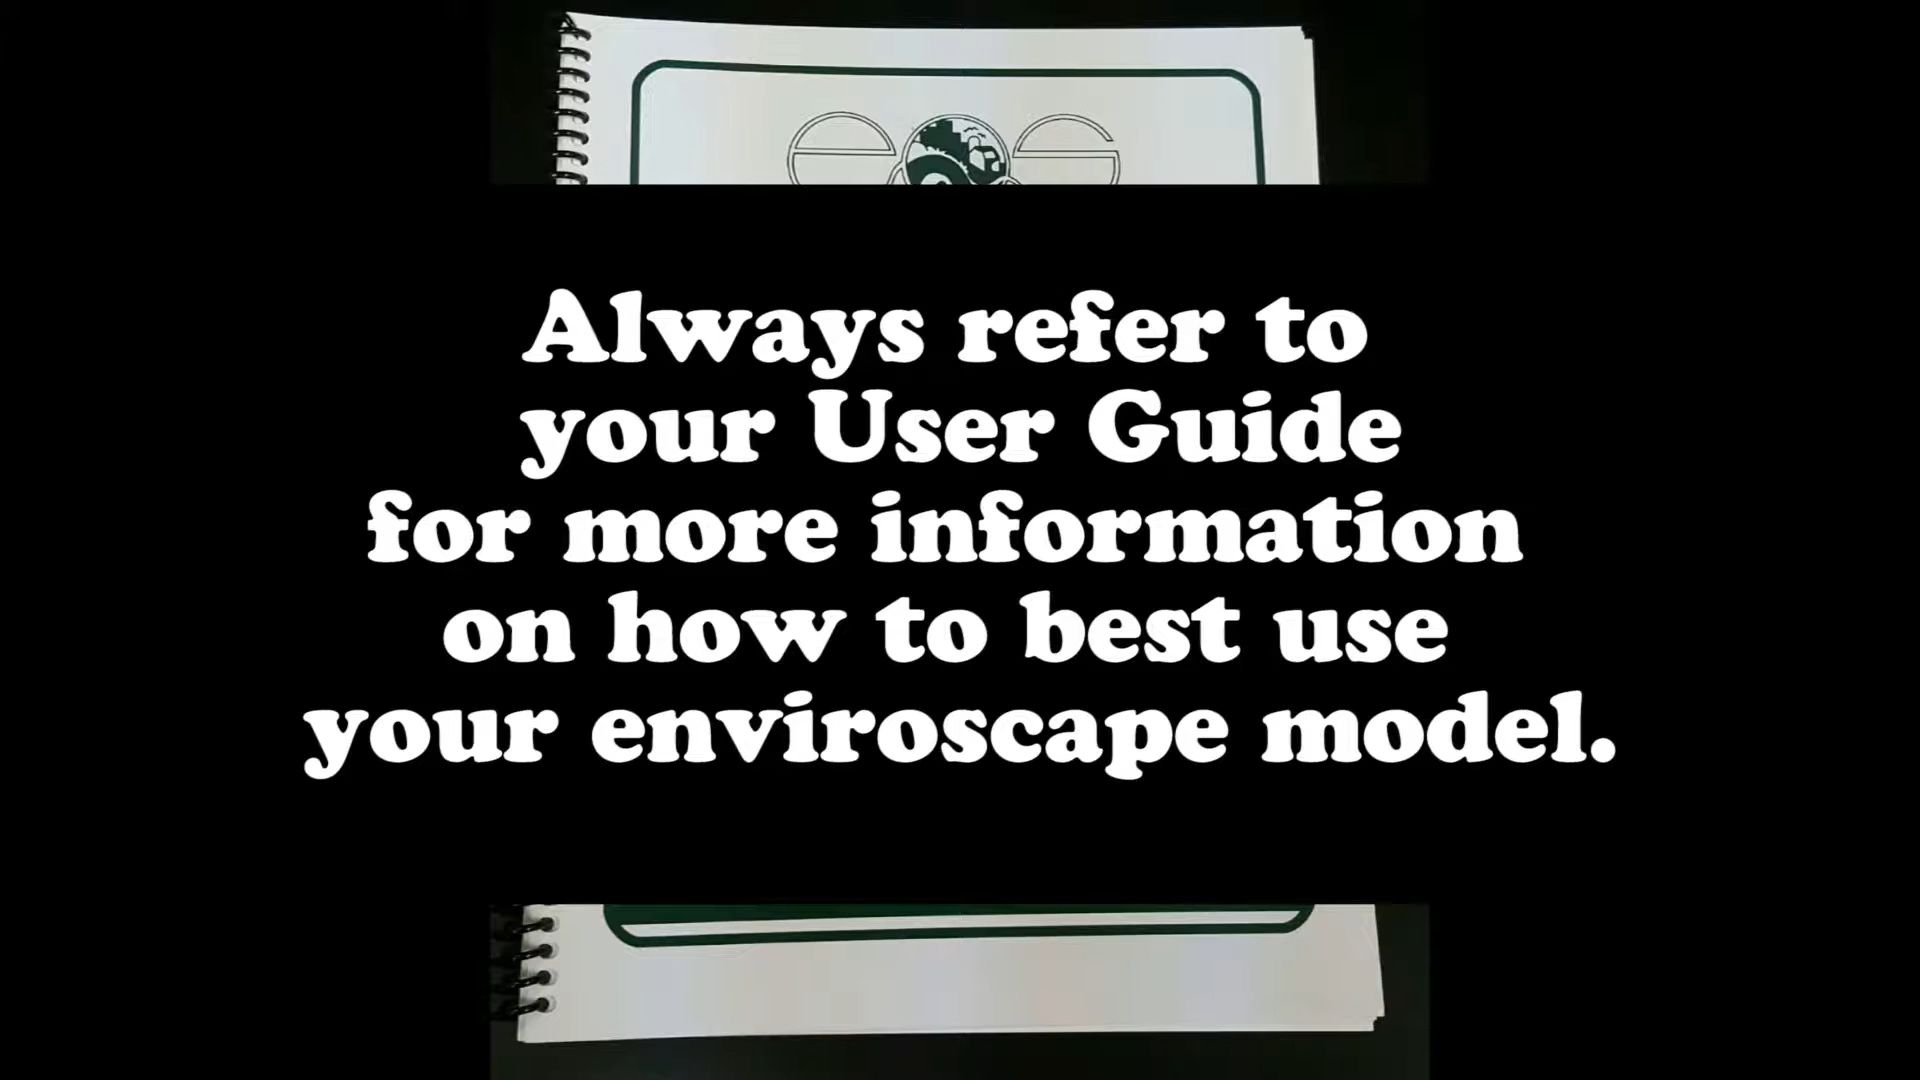 Always refer to
your User Guide
for more information
on how to best use
your enviroscape model.